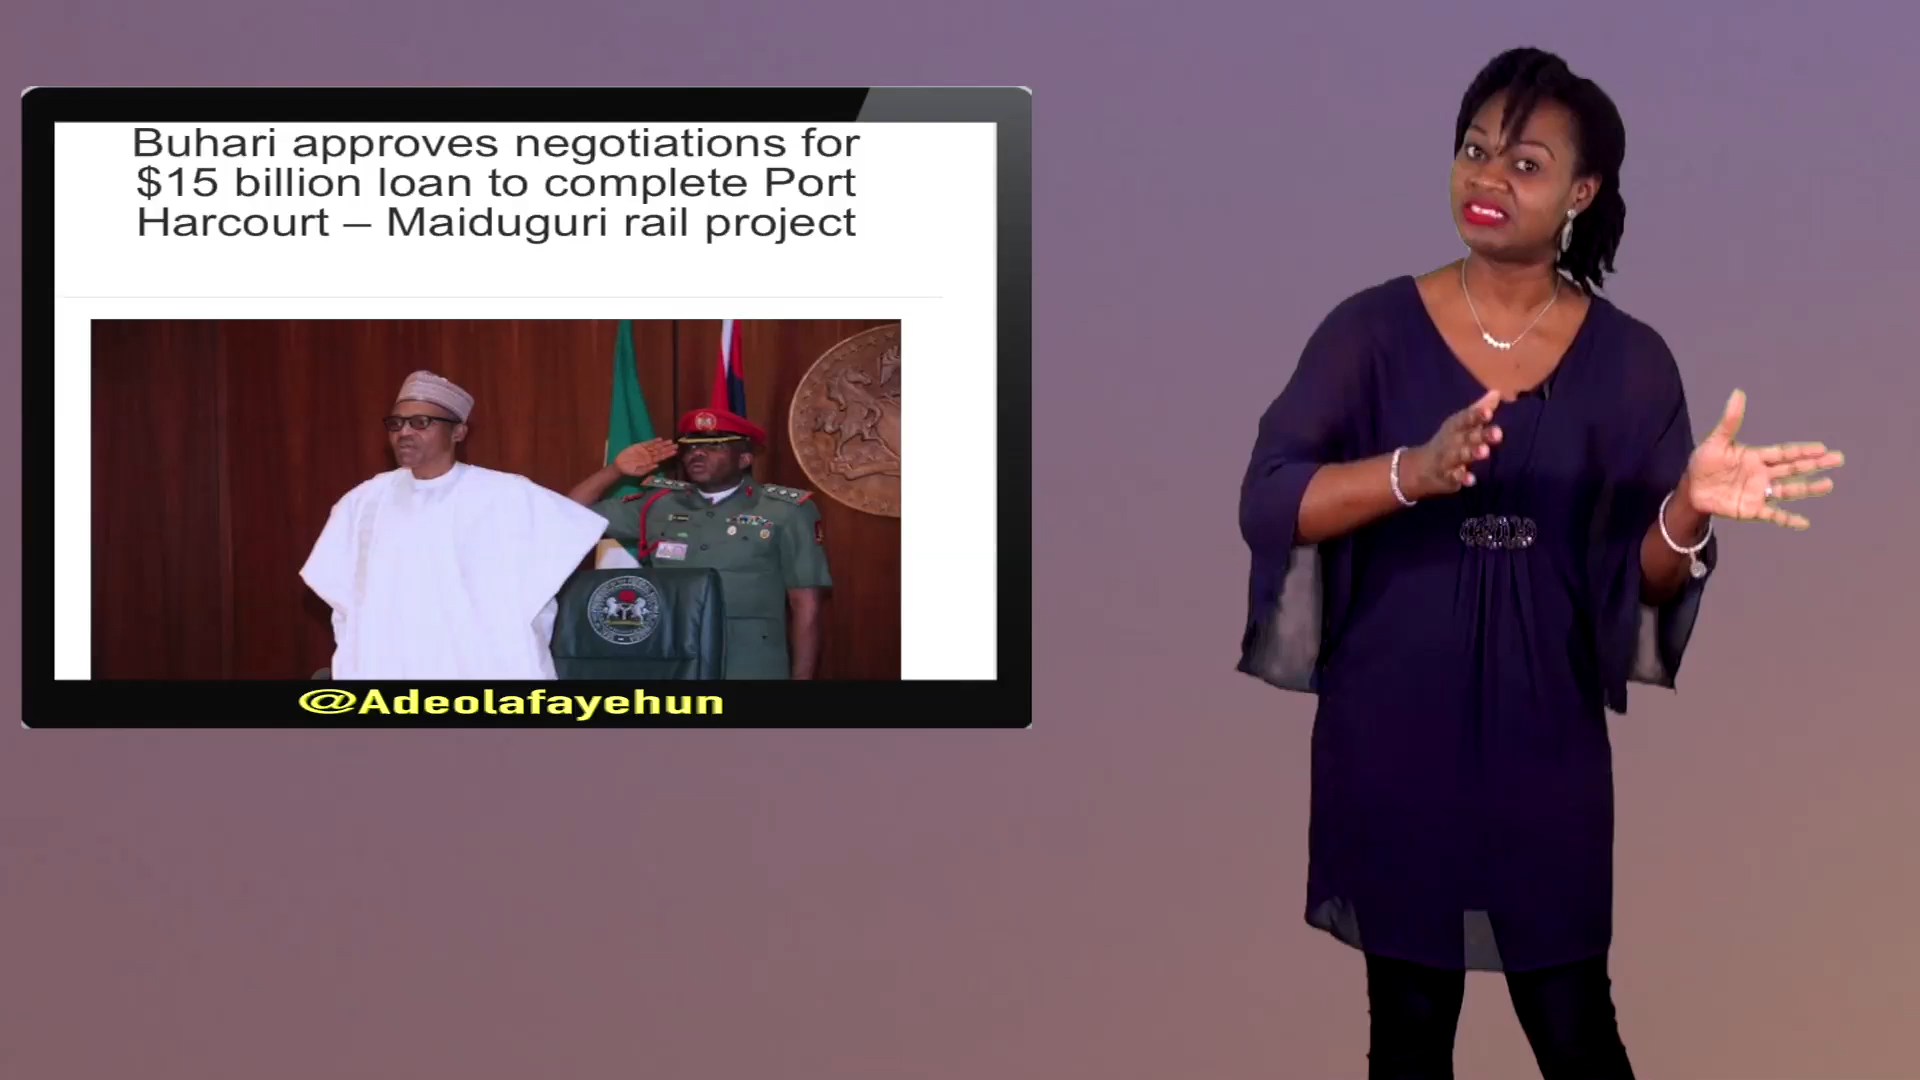 Buhari approves negotiations for
$15 billion loan to complete Port
Harcourt – Maiduguri rail project
@Adeolafayehun